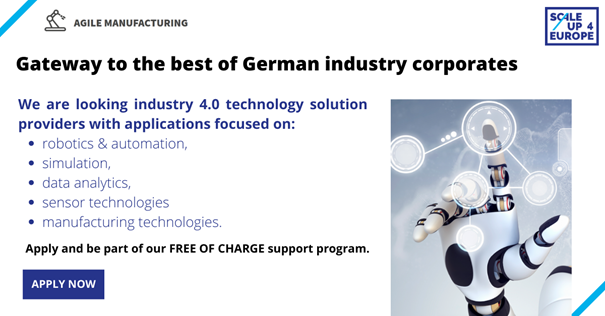 AGILE MANUFACTURING
SCALE
UP 4
EUROPE
Gateway to the best of German industry corporates
We are looking industry 4.0 technology solution
providers with applications focused on:
• robotics & automation,
• simulation,
• data analytics,
• sensor technologies
• manufacturing technologies.
Apply and be part of our FREE OF CHARGE support program.
APPLY NOW